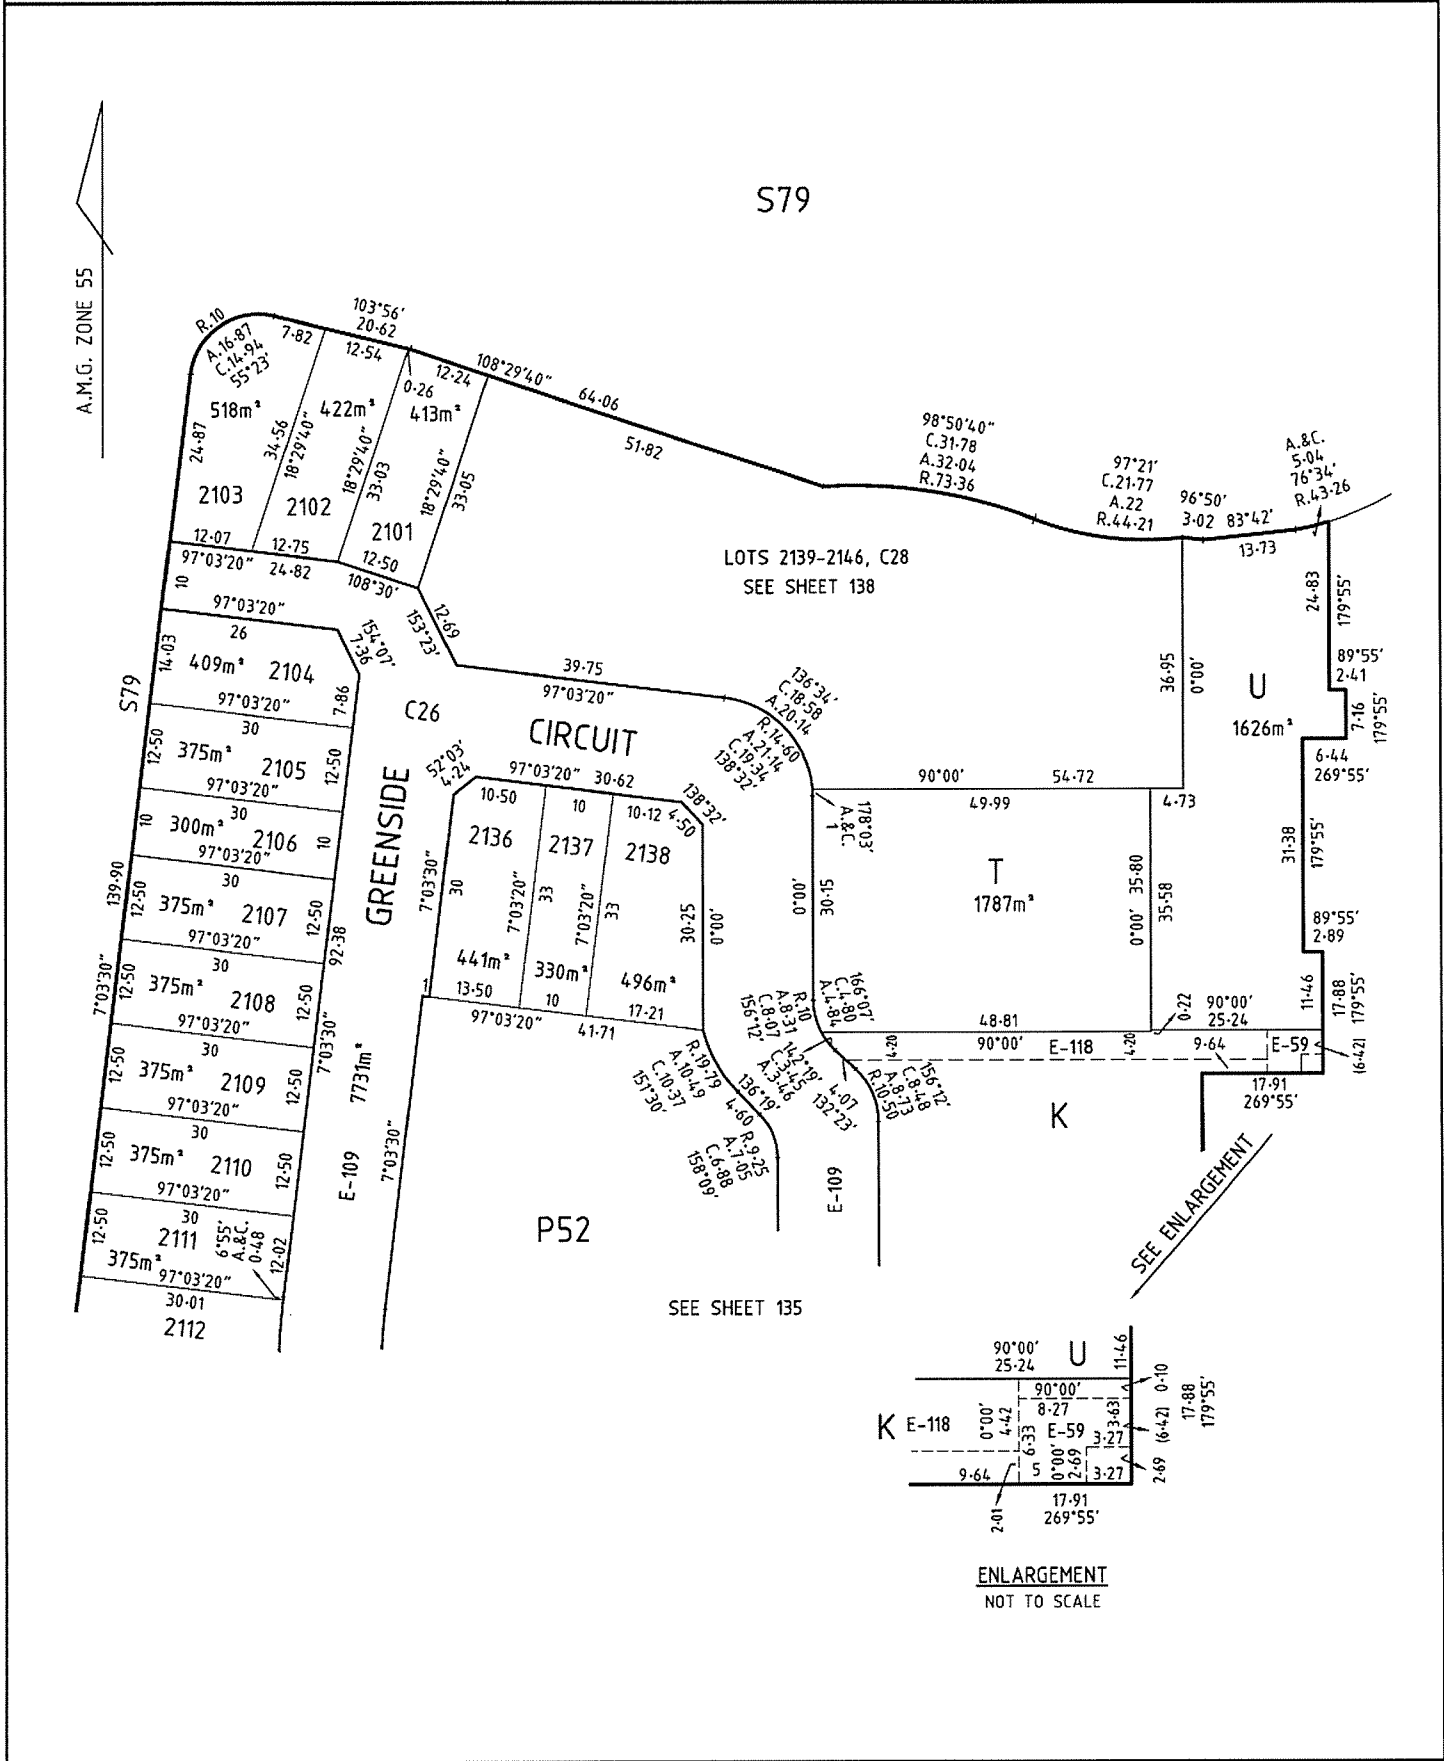 S79
A.M.G. ZONE 55
R.10
A.16·87
C.14·94
55°23'
7·82
103°56'
20·62
12·54
0·26
12·24
108°29'40"
64·06
51·82
98°50'40"
C.31·78
A.32·04
R.73·36
97°21'
C.21·77
A.22
R.44·21
96°50'
3·02
83°42'
13·73
A.&C.
5·04
76°34'
R.43·26
518m²
422m²
413m²
24·87
34·56
18°29'40"
18°29'40"
33·03
18°29'40"
33·05
2103
2102
2101
12·07
12·75
12·50
97°03'20"
24·82
108°30'
10
97°03'20"
LOTS 2139-2146, C28
SEE SHEET 138
24·83
179°55'
89°55'
2·41
7·16
179°55'
6·44
269°55'
36·95
0°00'
U
1626m²
26
154°07'
7·36
153°23'
12·69
14·03
409m²
2104
97°03'20"
7·86
S79
39·75
97°03'20"
136°34'
C.18·58
A.20·14
R.14·60
A.21·14
C.19·34
138°32'
C26
CIRCUIT
GREENSIDE
30
12·50
375m²
2105
12·50
97°03'20"
30
10
300m²
2106
10
97°03'20"
30
139·90
12·50
375m²
2107
12·50
97°03'20"
92·38
30
7°03'30"
12·50
375m²
2108
12·50
97°03'20"
7°03'30"
30
12·50
375m²
2109
12·50
97°03'20"
30
12·50
375m²
2110
12·50
97°03'20"
30
12·50
2111
375m²
6°55'
A.&C.
0·48
12·02
97°03'20"
30·01
2112
52°03'
4·24
97°03'20"
30·62
10·50
10
10·12
138°32'
4·50
2136
2137
2138
7°03'30"
30
7°03'20"
33
7°03'20"
33
30·25
0°00'
441m²
330m²
496m²
1
13·50
10
17·21
97°03'20"
41·71
7731m²
E-109
7°03'30"
90°00'
54·72
49·99
4·73
178°03'
A.&C.
1
T
1787m²
0°00'
30·15
0°00'
35·80
35·58
31·38
179°55'
89°55'
2·89
11·46
17·88
179°55'
166°07'
C.4·80
A.4·84
R.10
A.8·31
C.8·07
156°12'
48·81
90°00'
4·20
E-118
4·20
0·22
90°00'
25·24
9·64
E-59
(6·42)
17·91
269°55'
142°19'
C.3·45
A.3·46
4·07
132°23'
156°12'
C.8·48
A.8·73
R.10·50
R.19·79
A.10·49
C.10·37
151°30'
136°19'
4·60
R.9·25
A.7·05
C.6·88
158°09'
E-109
K
P52
SEE SHEET 135
SEE ENLARGEMENT
90°00'
25·24
U
11·46
90°00'
8·27
0·10
17·88
179°55'
K
E-118
0°00'
4·42
6·33
E-59
3·63
(6·42)
3·27
0°00'
2·69
2·69
9·64
5
3·27
2·01
17·91
269°55'
ENLARGEMENT
NOT TO SCALE